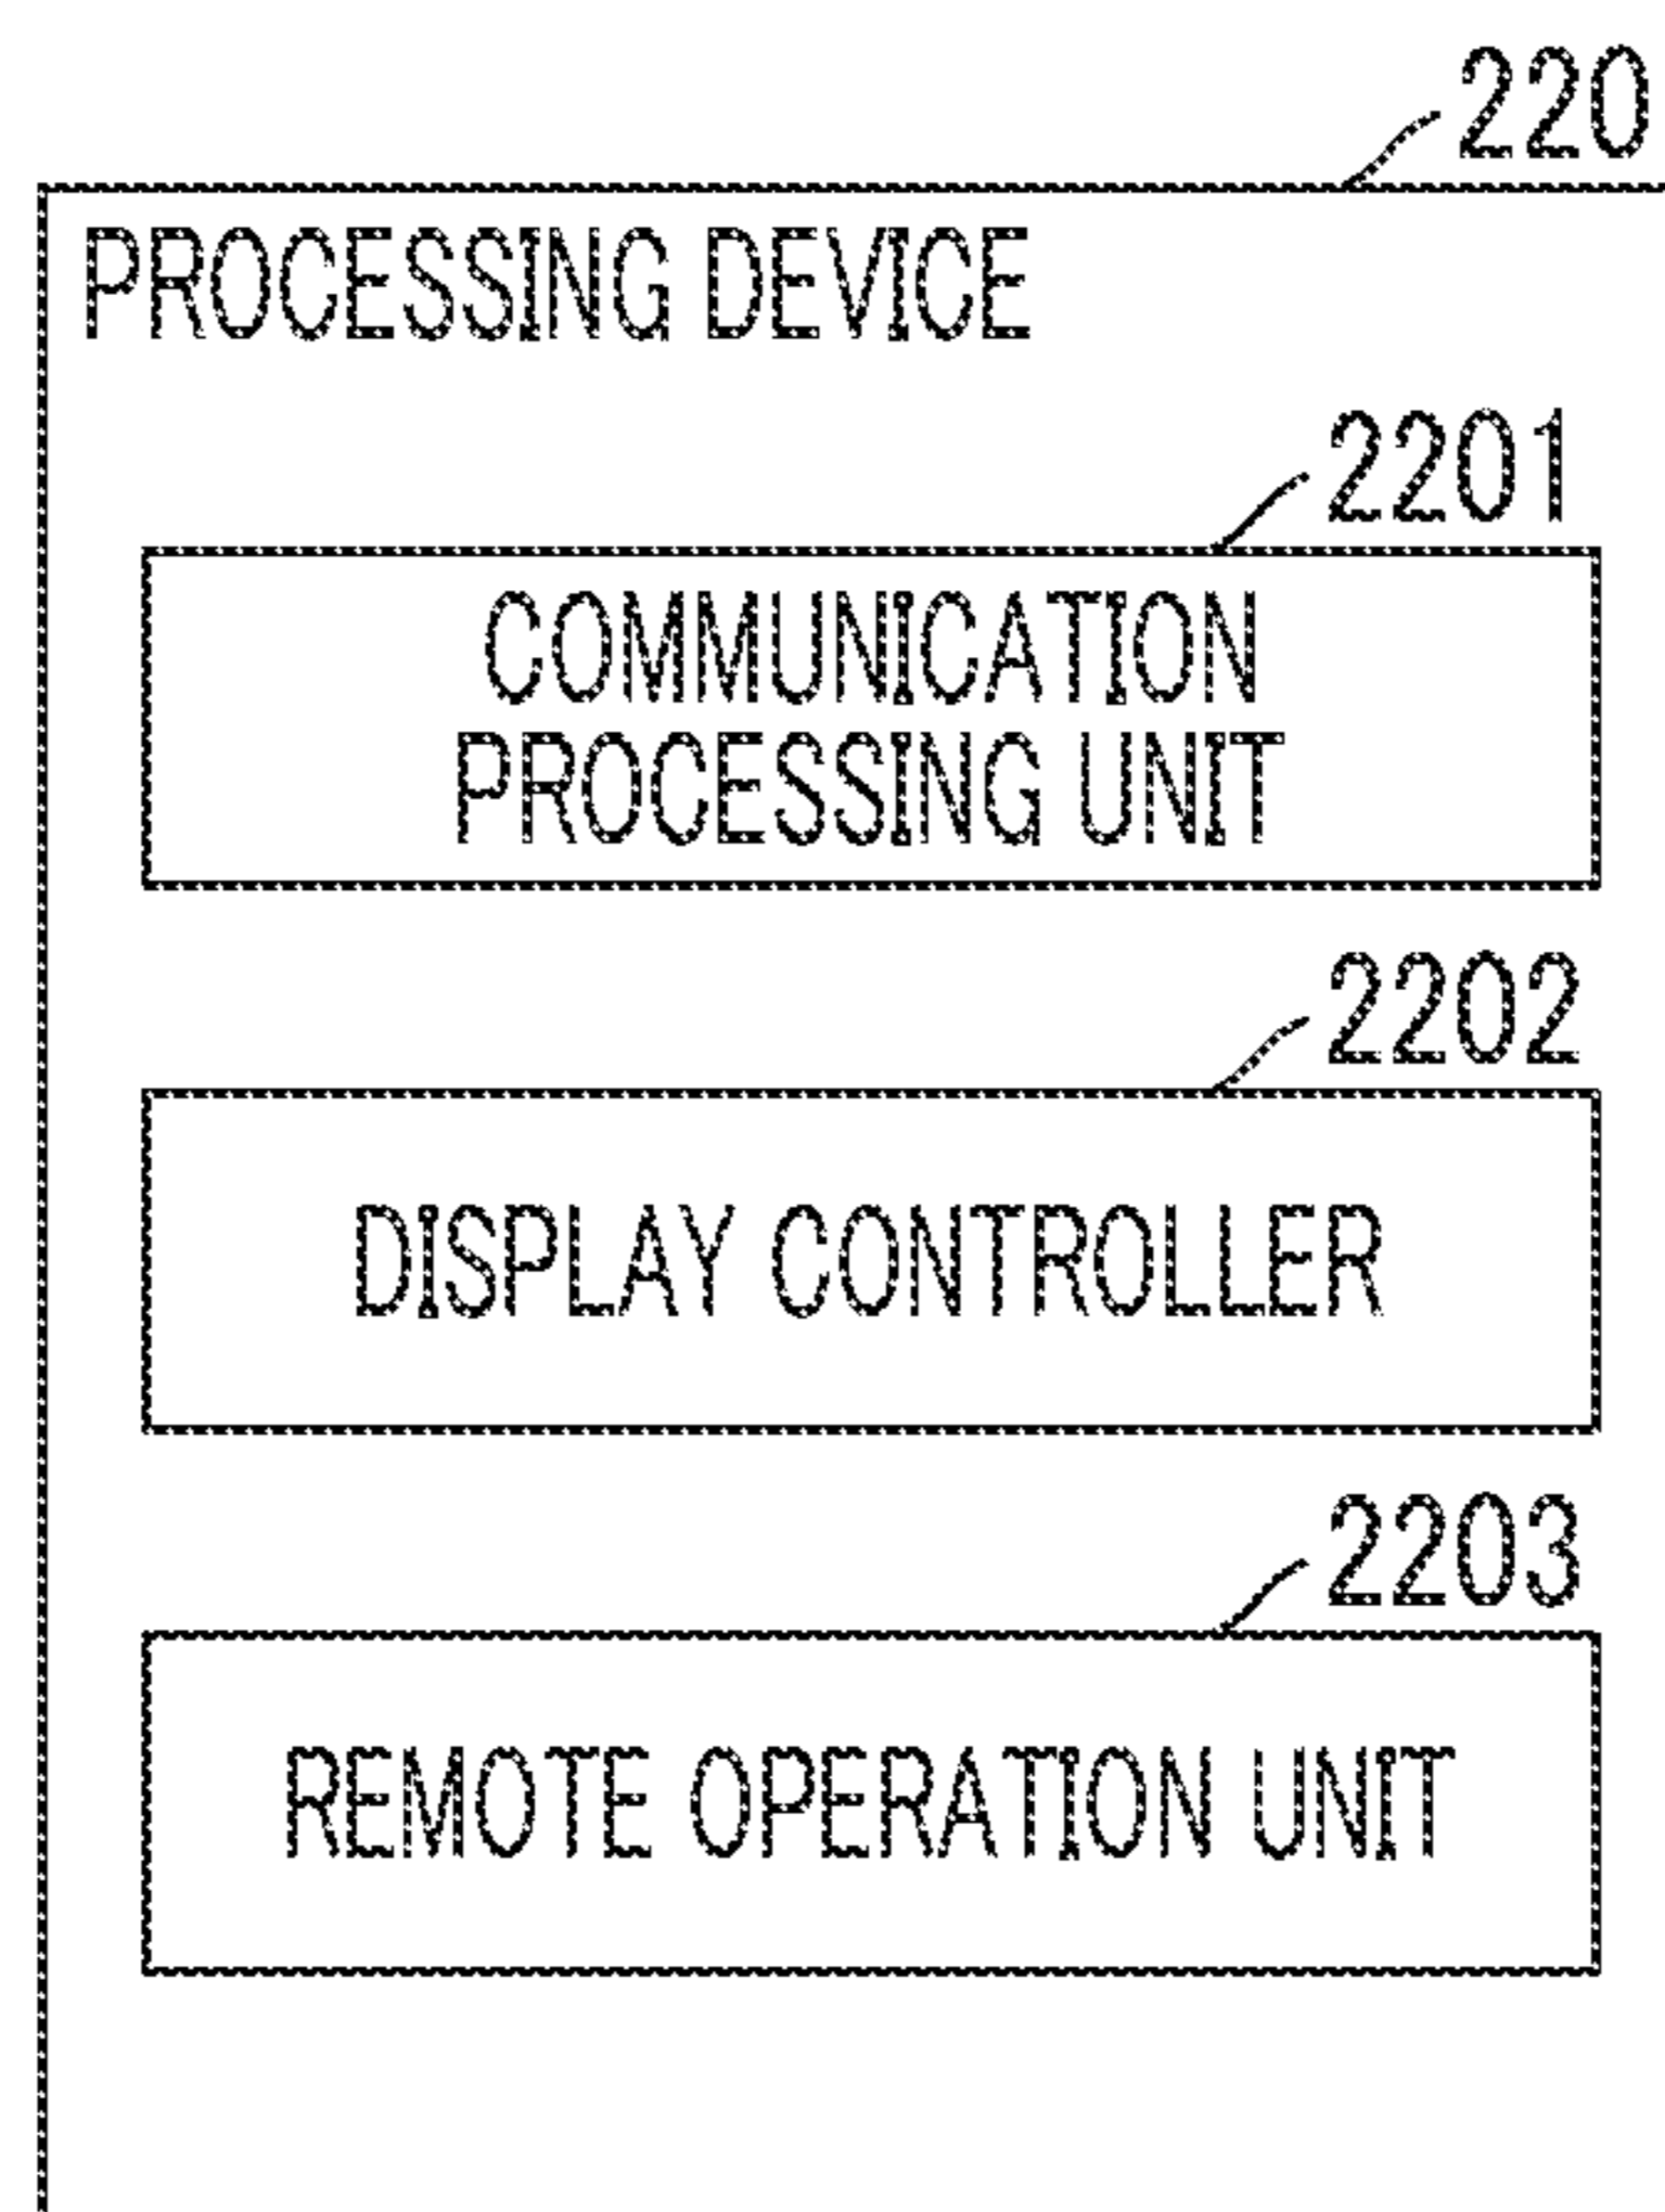 220
PROCESSING DEVICE
2201
COMMUNICATION
PROCESSING UNIT
2202
DISPLAY CONTROLLER
2203
REMOTE OPERATION UNIT